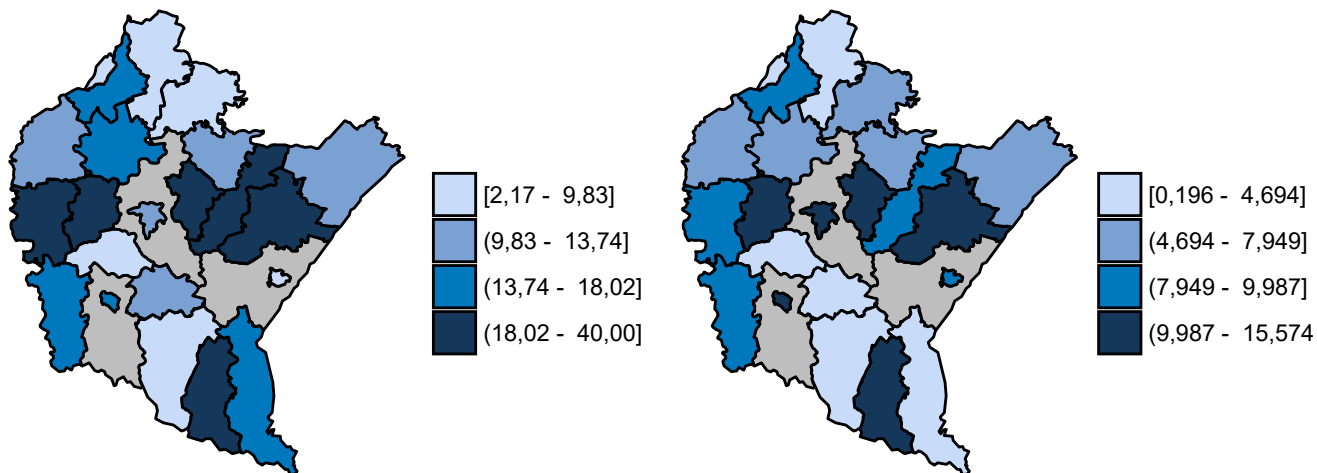 [2,17 - 9,83]
(9,83 - 13,74]
(13,74 - 18,02]
(18,02 - 40,00]
[0,196 - 4,694]
(4,694 - 7,949]
(7,949 - 9,987]
(9,987 - 15,574